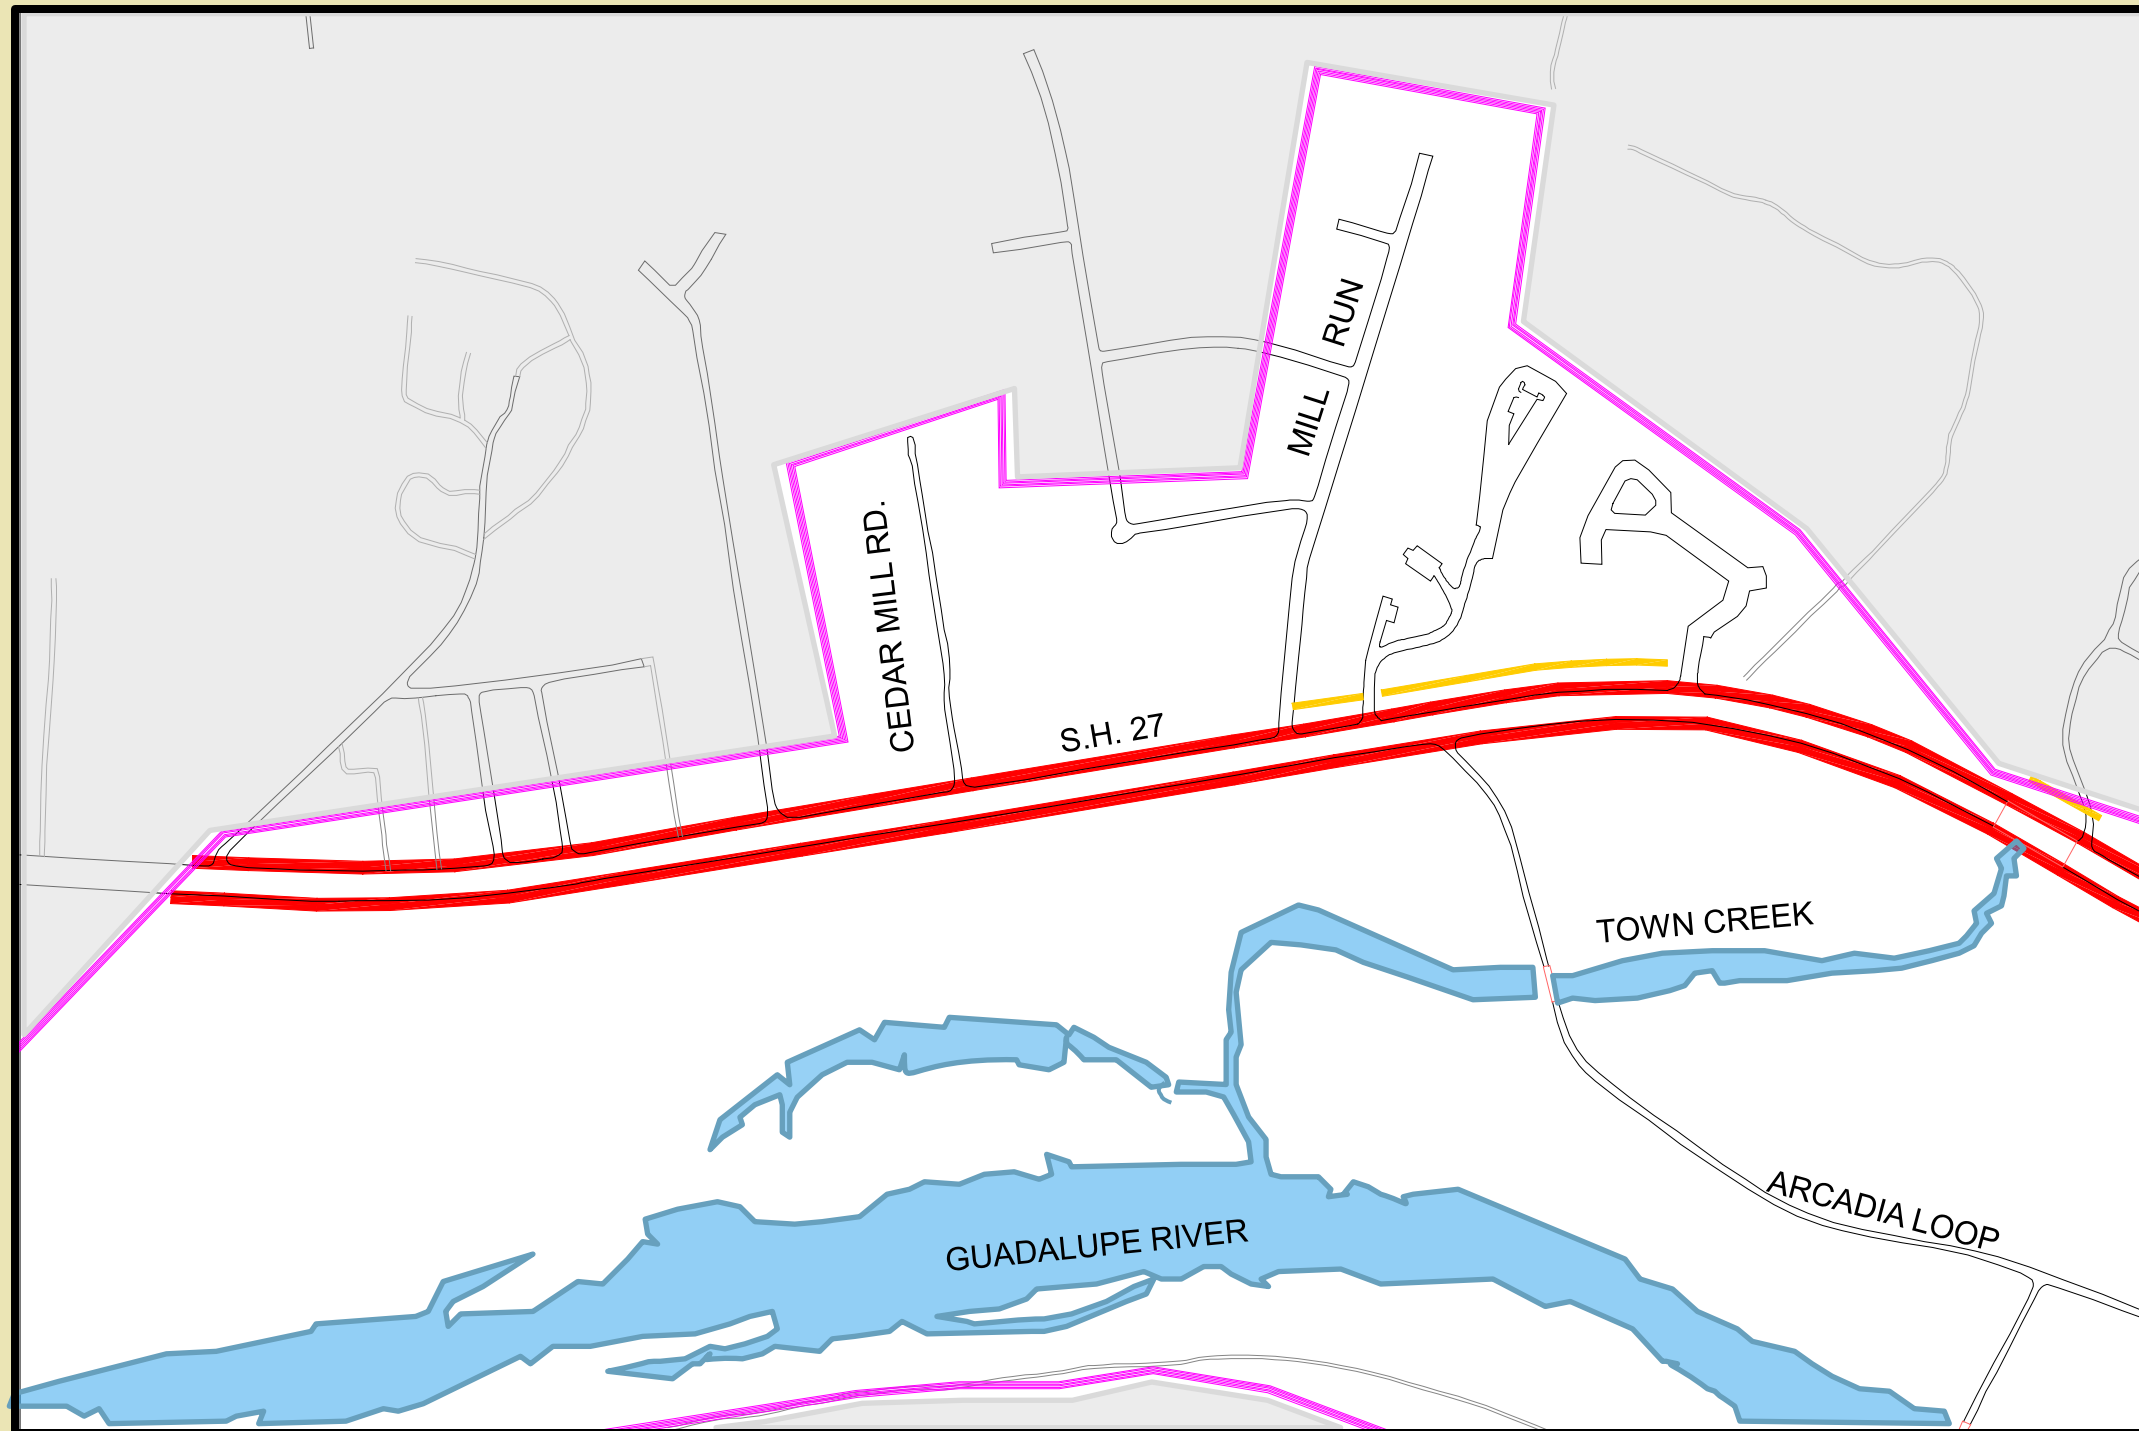 RUN
MILL
CEDAR MILL RD.
S.H. 27
TOWN CREEK
ARCADIA LOOP
GUADALUPE RIVER